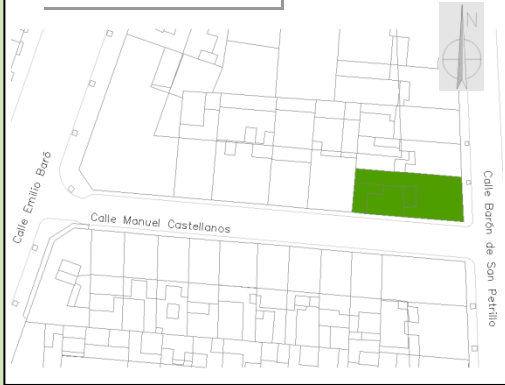 N
Calle Emilio Baró
Calle Manuel Castellanos
Calle Barón de San Petrillo